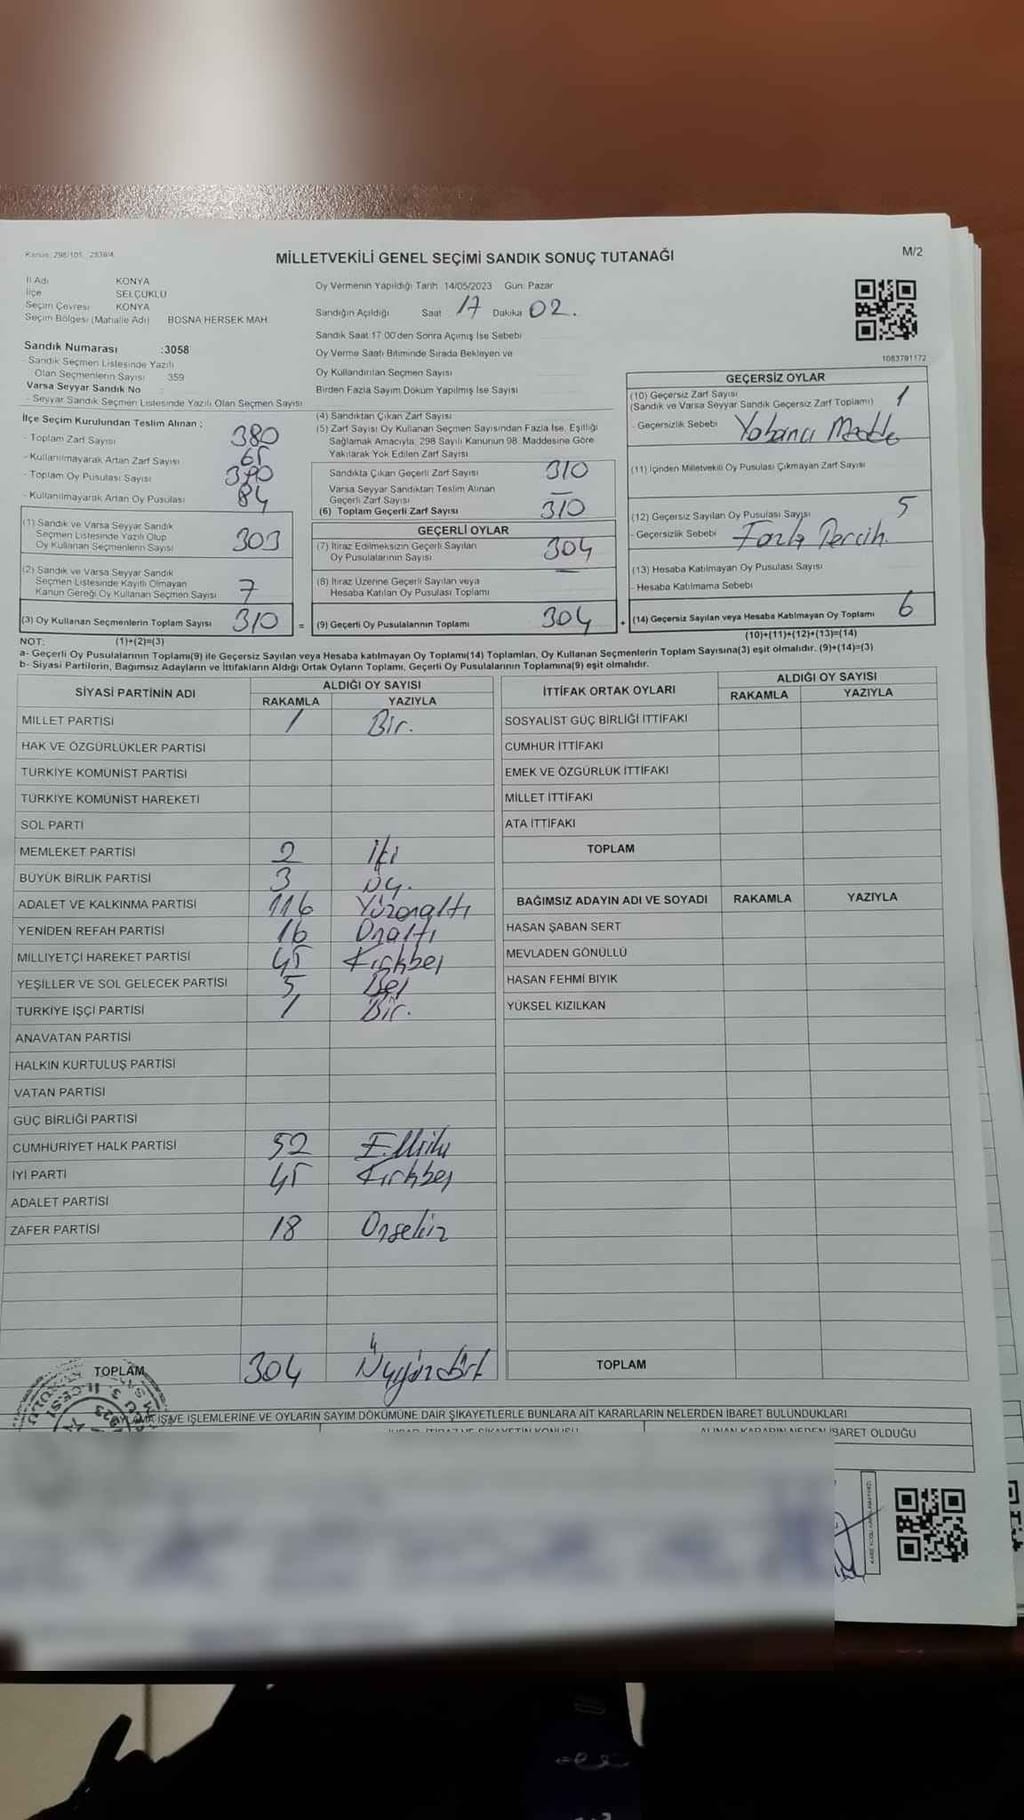 Kanun: 298/105, 2839/4
MİLLETVEKİLİ GENEL SEÇİMİ SANDIK SONUÇ TUTANAĞI
M/2
İl Adı KONYA
İlçe SELÇUKLU
Seçim Çevresi KONYA
Seçim Bölgesi (Mahalle Adı) BOSNA HERSEK MAH.
Sandık Numarası :3058
- Sandık Seçmen Listesinde Yazılı
Olan Seçmenlerin Sayısı 359
Varsa Seyyar Sandık No :
- Seyyar Sandık Seçmen Listesinde Yazılı Olan Seçmen Sayısı
Oy Vermenin Yapıldığı Tarih 14/05/2023 Gün: Pazar
Sandığın Açıldığı Saat 17 Dakika 02.
Sandık Saat 17:00'den Sonra Açımış İse Sebebi
Oy Verme Saati Bitiminde Sırada Bekleyen ve
Oy Kullandırılan Seçmen Sayısı
Birden Fazla Sayım Döküm Yapılmış İse Sayısı
1083791172
İlçe Seçim Kurulundan Teslim Alınan ;
- Toplam Zarf Sayısı 380
- Kullanılmayarak Artan Zarf Sayısı 65
- Toplam Oy Pusulası Sayısı 390
- Kullanılmayarak Artan Oy Pusulası 84
(1) Sandık ve Varsa Seyyar Sandık
Seçmen Listesinde Yazılı Olup
Oy Kullanan Seçmenlerin Sayısı 303
(2) Sandık ve Varsa Seyyar Sandık
Seçmen Listesinde Kayıtlı Olmayan
Kanun Gereği Oy Kullanan Seçmen Sayısı 7
(3) Oy Kullanan Seçmenlerin Toplam Sayısı 310 =
(4) Sandıktan Çıkan Zarf Sayısı
(5) Zarf Sayısı Oy Kullanan Seçmen Sayısından Fazla İse, Eşitliği
Sağlamak Amacıyla, 298 Sayılı Kanunun 98. Maddesine Göre
Yakılarak Yok Edilen Zarf Sayısı
Sandıkta Çıkan Geçerli Zarf Sayısı 310
Varsa Seyyar Sandıktan Teslim Alınan
Geçerli Zarf Sayısı –
(6) Toplam Geçerli Zarf Sayısı 310
GEÇERLİ OYLAR
(7) İtiraz Edilmeksizin Geçerli Sayılan
Oy Pusulalarının Sayısı 304
(8) İtiraz Üzerine Geçerli Sayılan veya
Hesaba Katılan Oy Pusulası Toplamı –
(9) Geçerli Oy Pusulalarının Toplamı 304 +
GEÇERSİZ OYLAR
(10) Geçersiz Zarf Sayısı 1
(Sandık ve Varsa Seyyar Sandık Geçersiz Zarf Toplamı)
- Geçersizlik Sebebi Yabancı Madde
(11) İçinden Milletvekili Oy Pusulası Çıkmayan Zarf Sayısı
(12) Geçersiz Sayılan Oy Pusulası Sayısı 5
- Geçersizlik Sebebi Fazla Tercih.
(13) Hesaba Katılmayan Oy Pusulası Sayısı
- Hesaba Katılmama Sebebi
(14) Geçersiz Sayılan veya Hesaba Katılmayan Oy Toplamı 6
NOT: (1)+(2)=(3) (10)+(11)+(12)+(13)=(14)
a- Geçerli Oy Pusulalarının Toplamı(9) ile Geçersiz Sayılan veya Hesaba Katılmayan Oy Toplamı(14) Toplamları, Oy Kullanan Seçmenlerin Toplam Sayısına(3) eşit olmalıdır. (9)+(14)=(3)
b- Siyasi Partilerin, Bağımsız Adayların ve İttifakların Aldığı Ortak Oyların Toplamı, Geçerli Oy Pusulalarının Toplamına(9) eşit olmalıdır.
SİYASİ PARTİNİN ADI ALDIĞI OY SAYISI
RAKAMLA YAZIYLA
MİLLET PARTİSİ 1 Bir.
HAK VE ÖZGÜRLÜKLER PARTİSİ
TÜRKİYE KOMÜNİST PARTİSİ
TÜRKİYE KOMÜNİST HAREKETİ
SOL PARTİ
MEMLEKET PARTİSİ 2 İki
BÜYÜK BİRLİK PARTİSİ 3 Üç.
ADALET VE KALKINMA PARTİSİ 116 Yüzonaltı
YENİDEN REFAH PARTİSİ 16 Onaltı
MİLLİYETÇİ HAREKET PARTİSİ 45 Kırkbeş
YEŞİLLER VE SOL GELECEK PARTİSİ 5 Beş
TÜRKİYE İŞÇİ PARTİSİ 1 Bir.
ANAVATAN PARTİSİ
HALKIN KURTULUŞ PARTİSİ
VATAN PARTİSİ
GÜÇ BİRLİĞİ PARTİSİ
CUMHURİYET HALK PARTİSİ 52 Elliiki
İYİ PARTİ 45 Kırkbeş
ADALET PARTİSİ
ZAFER PARTİSİ 18 Onsekiz
TOPLAM 304 Üçyüzdört
İTTİFAK ORTAK OYLARI ALDIĞI OY SAYISI
RAKAMLA YAZIYLA
SOSYALİST GÜÇ BİRLİĞİ İTTİFAKI
CUMHUR İTTİFAKI
EMEK VE ÖZGÜRLÜK İTTİFAKI
MİLLET İTTİFAKI
ATA İTTİFAKI
TOPLAM
BAĞIMSIZ ADAYIN ADI VE SOYADI RAKAMLA YAZIYLA
HASAN ŞABAN SERT
MEVLADEN GÖNÜLLÜ
HASAN FEHMİ BIYIK
YÜKSEL KIZILKAN
TOPLAM
İŞ VE İŞLEMLERİNE VE OYLARIN SAYIM DÖKÜMÜNE DAİR ŞİKAYETLERLE BUNLARA AİT KARARLARIN NELERDEN İBARET BULUNDUKLARI
ALINAN KARARIN NEDEN İBARET OLDUĞU